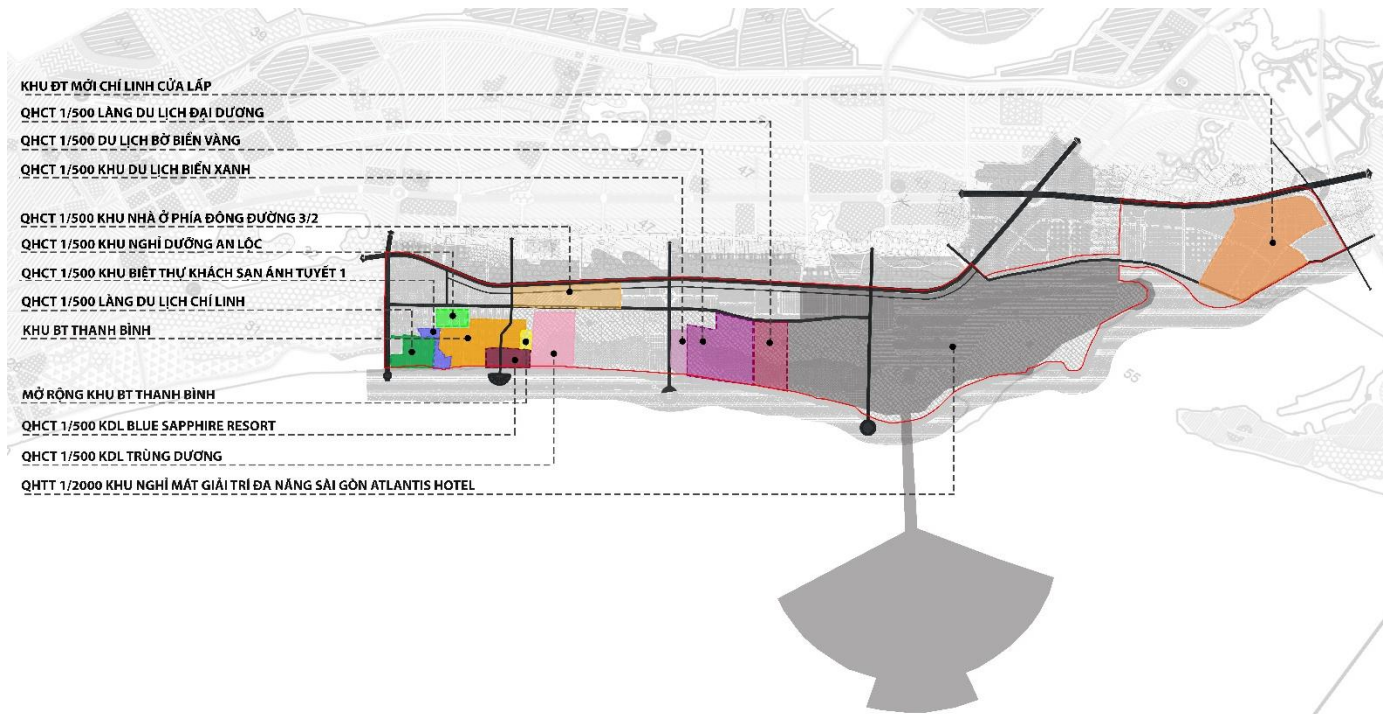 KHU ĐT MỚI CHÍ LINH CỬA LẤP
QHCT 1/500 LÀNG DU LỊCH ĐẠI DƯƠNG
QHCT 1/500 DU LỊCH BỜ BIỂN VÀNG
QHCT 1/500 KHU DU LỊCH BIỂN XANH
QHCT 1/500 KHU NHÀ Ở PHÍA ĐÔNG ĐƯỜNG 3/2
QHCT 1/500 KHU NGHỈ DƯỠNG AN LỘC
QHCT 1/500 KHU BIỆT THỰ KHÁCH SẠN ÁNH TUYẾT 1
QHCT 1/500 LÀNG DU LỊCH CHÍ LINH
KHU BT THANH BÌNH
MỞ RỘNG KHU BT THANH BÌNH
QHCT 1/500 KDL BLUE SAPPHIRE RESORT
QHCT 1/500 KDL TRÙNG DƯƠNG
QHTT 1/2000 KHU NGHỈ MÁT GIẢI TRÍ ĐA NĂNG SÀI GÒN ATLANTIS HOTEL